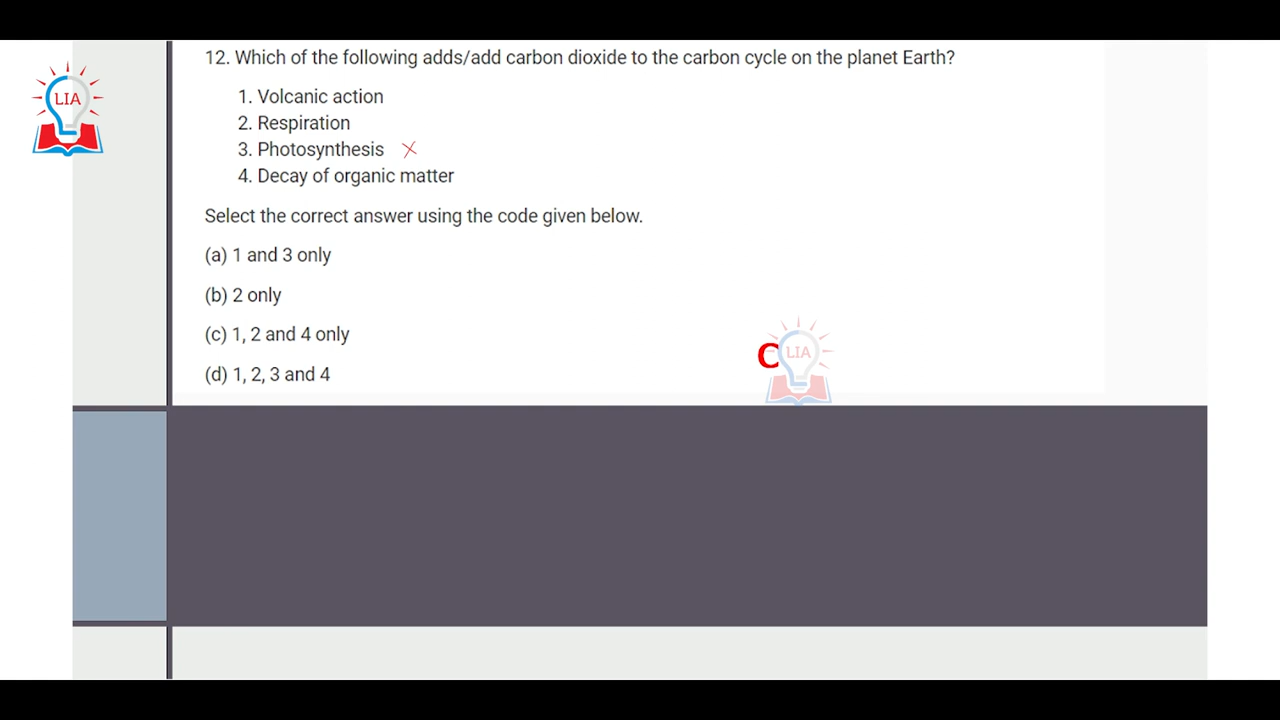 LIA
12. Which of the following adds/add carbon dioxide to the carbon cycle on the planet Earth?
1. Volcanic action
2. Respiration
3. Photosynthesis
4. Decay of organic matter
Select the correct answer using the code given below.
(a) 1 and 3 only
(b) 2 only
(c) 1, 2 and 4 only
C
LIA
(d) 1, 2, 3 and 4